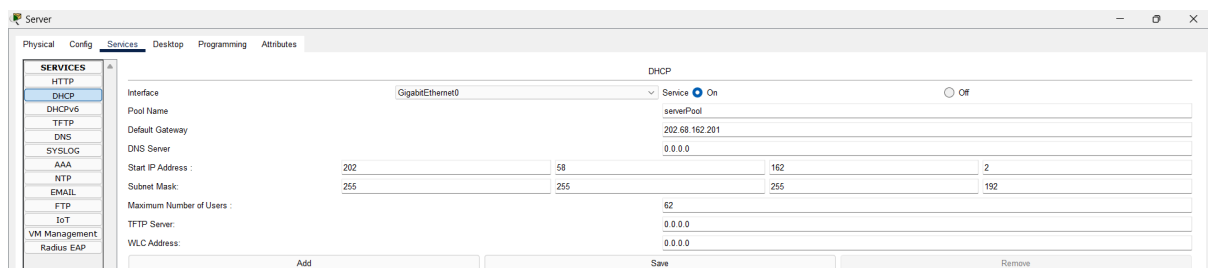 Server
Physical Config Services Desktop Programming Attributes
SERVICES
HTTP
DHCP
DHCPv6
TFTP
DNS
SYSLOG
AAA
NTP
EMAIL
FTP
IoT
VM Management
Radius EAP
DHCP
Interface GigabitEthernet0 Service On Off
Pool Name serverPool
Default Gateway 202.68.162.201
DNS Server 0.0.0.0
Start IP Address : 202 58 162 2
Subnet Mask: 255 255 255 192
Maximum Number of Users : 62
TFTP Server: 0.0.0.0
WLC Address: 0.0.0.0
Add Save Remove